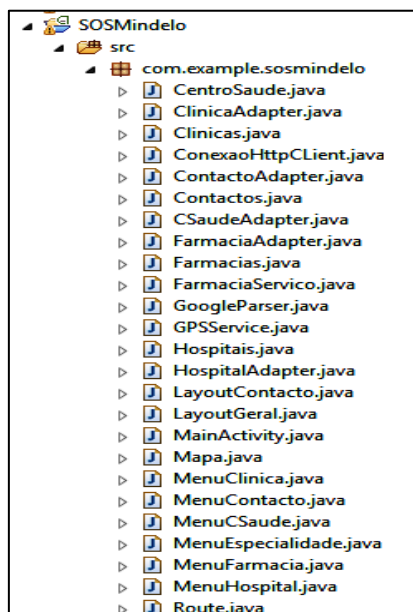 SOSMindelo
src
com.example.sosmindelo
CentroSaude.java
ClinicaAdapter.java
Clinicas.java
ConexaoHttpCLient.java
ContactoAdapter.java
Contactos.java
CSaudeAdapter.java
FarmaciaAdapter.java
Farmacias.java
FarmaciaServico.java
GoogleParser.java
GPSService.java
Hospitais.java
HospitalAdapter.java
LayoutContacto.java
LayoutGeral.java
MainActivity.java
Mapa.java
MenuClinica.java
MenuContacto.java
MenuCSaude.java
MenuEspecialidade.java
MenuFarmacia.java
MenuHospital.java
Route.java